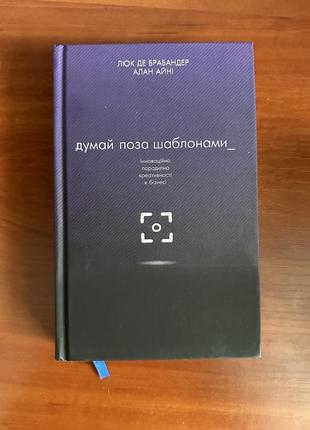 ЛЮК ДЕ БРАБАНДЕР
АЛАН АЙНІ
думай поза шаблонами_
Інноваційна
парадигма
креативності
в бізнесі